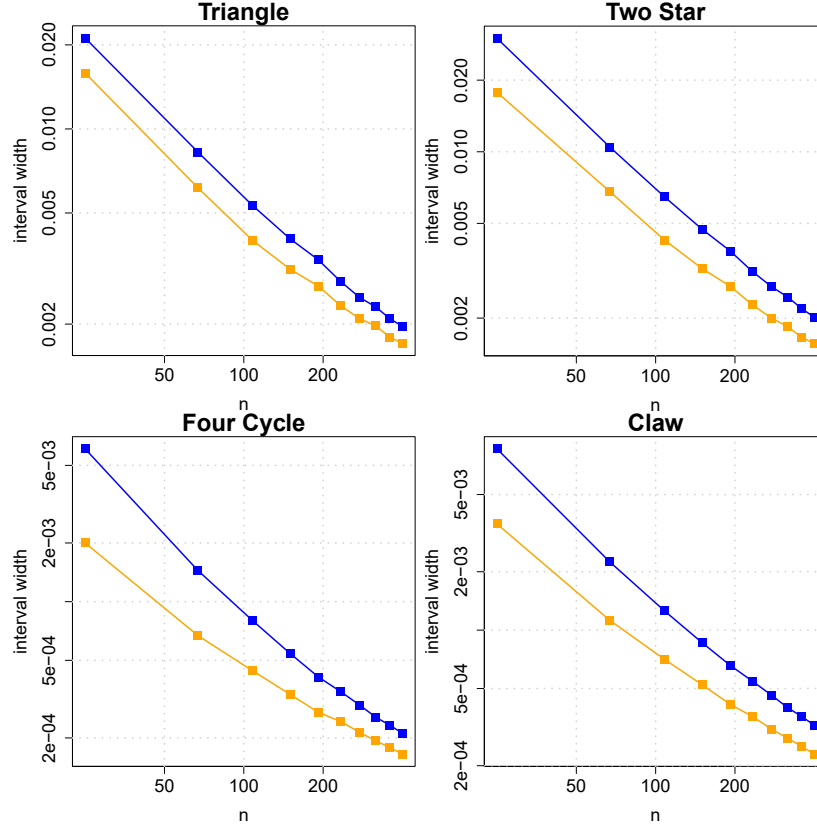 Triangle
interval width
0.020
0.010
0.005
0.002
50
100
200
n
Two Star
interval width
0.020
0.010
0.005
0.002
50
100
200
n
Four Cycle
interval width
5e−03
2e−03
5e−04
2e−04
50
100
200
n
Claw
interval width
5e−03
2e−03
5e−04
2e−04
50
100
200
n